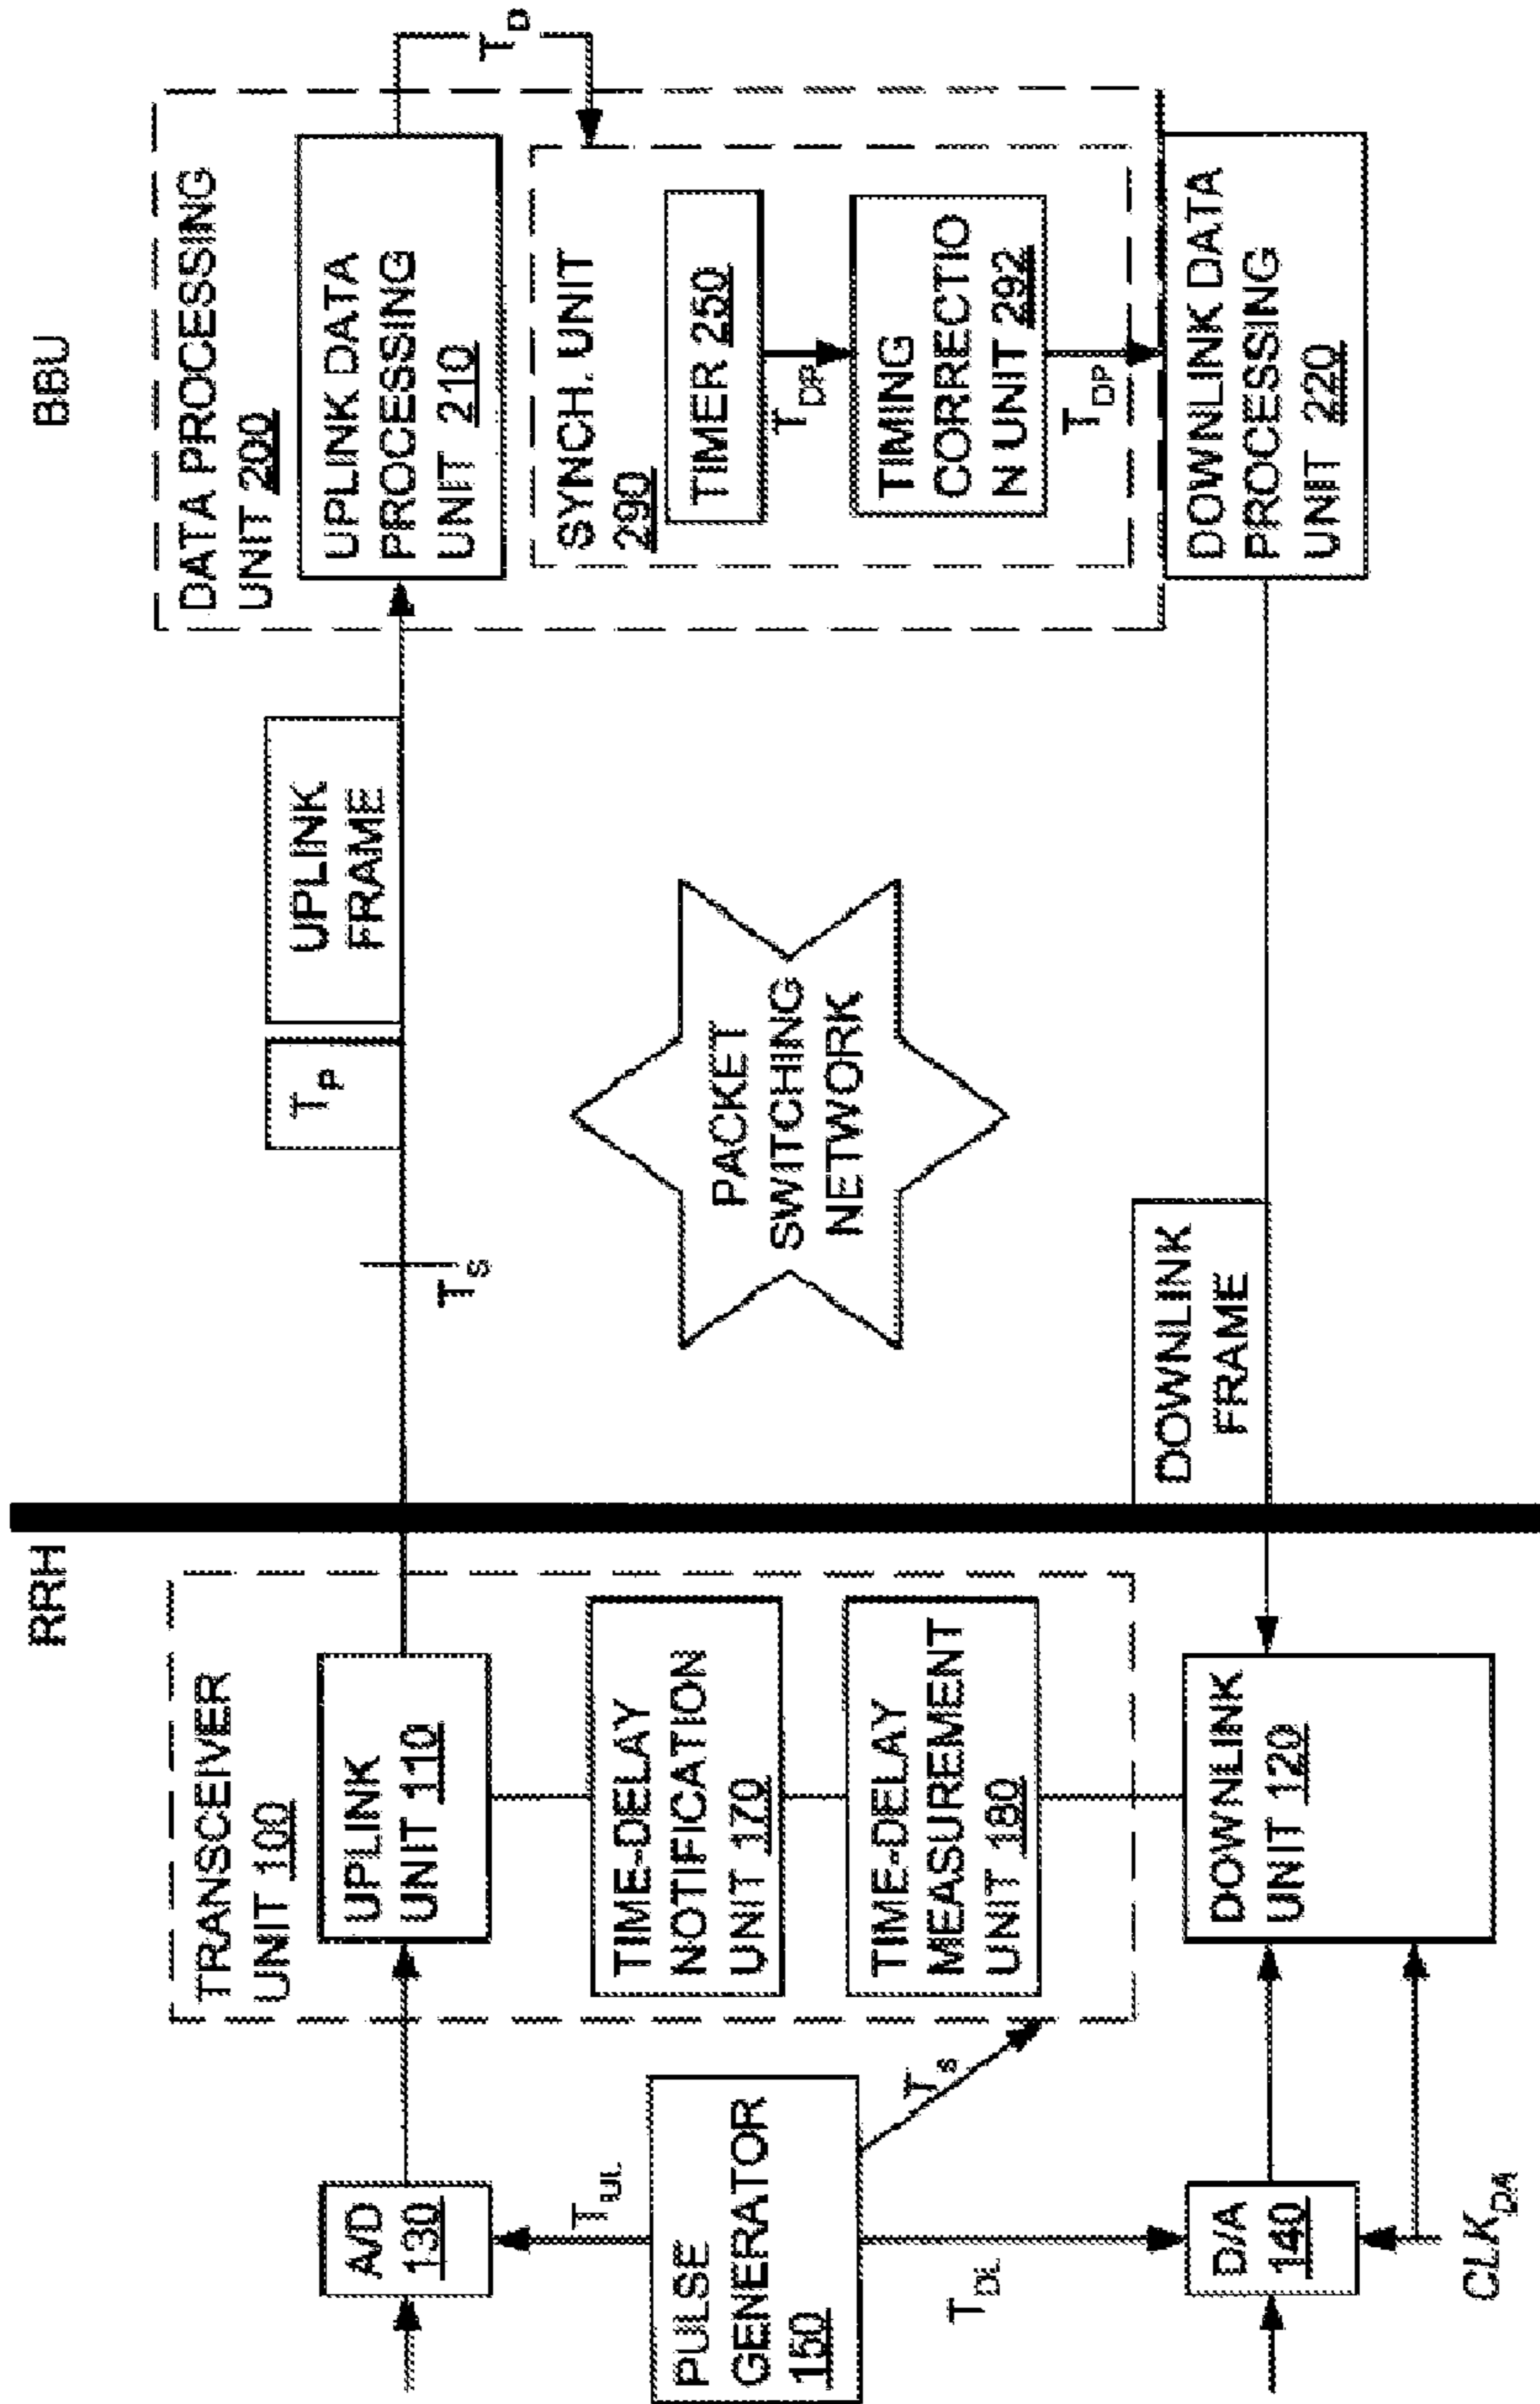 RRH
BBU
TRANSCEIVER
UNIT 100
UPLINK
UNIT 110
TIME-DELAY
NOTIFICATION
UNIT 170
TIME-DELAY
MEASUREMENT
UNIT 180
DOWNLINK
UNIT 120
A/D
130
T_UL
PULSE
GENERATOR
150
T_s
T_DL
D/A
140
CLK_DA
T_S
T_P
UPLINK
FRAME
PACKET
SWITCHING
NETWORK
DOWNLINK
FRAME
DATA PROCESSING
UNIT 200
UPLINK DATA
PROCESSING
UNIT 210
T_D
SYNCH. UNIT
290
TIMER 250
T_DP
TIMING
CORRECTIO
N UNIT 292
T_DP
DOWNLINK DATA
PROCESSING
UNIT 220